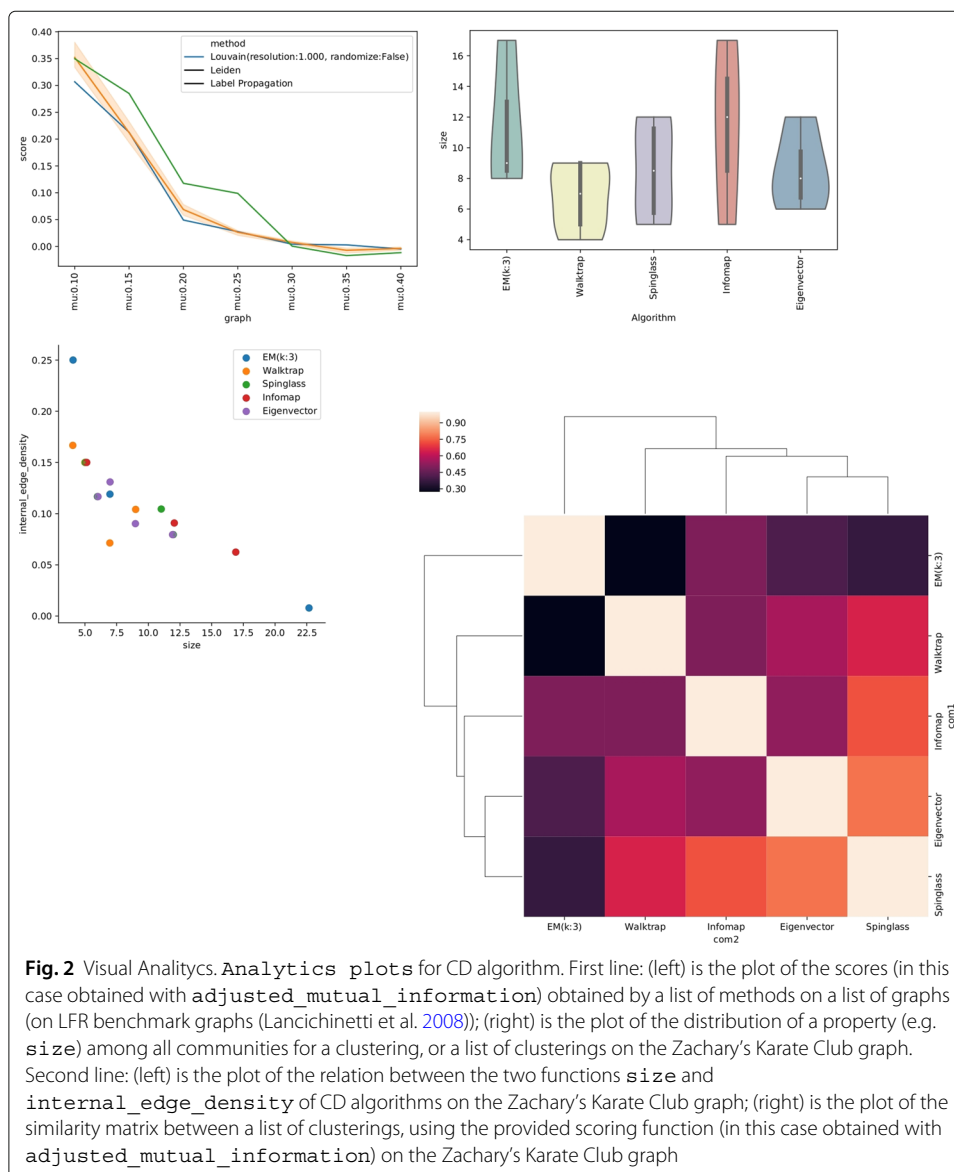 0.40
0.35
0.30
0.25
0.20
0.15
0.10
0.05
0.00
score
method
Louvain(resolution:1.000, randomize:False)
Leiden
Label Propagation
mu:0.10
mu:0.15
mu:0.20
mu:0.25
mu:0.30
mu:0.35
mu:0.40
graph
16
14
12
10
8
6
4
size
EM(k:3)
Walktrap
Spinglass
Infomap
Eigenvector
Algorithm
0.25
0.20
0.15
0.10
0.05
0.00
internal_edge_density
EM(k:3)
Walktrap
Spinglass
Infomap
Eigenvector
5.0
7.5
10.0
12.5
15.0
17.5
20.0
22.5
size
0.90
0.75
0.60
0.45
0.30
EM(k:3)
Walktrap
Infomap
Eigenvector
Spinglass
com1
EM(k:3)
Walktrap
Infomap
Eigenvector
Spinglass
com2
Fig. 2 Visual Analitycs. Analytics plots for CD algorithm. First line: (left) is the plot of the scores (in this
case obtained with adjusted_mutual_information) obtained by a list of methods on a list of graphs
(on LFR benchmark graphs (Lancichinetti et al. 2008)); (right) is the plot of the distribution of a property (e.g.
size) among all communities for a clustering, or a list of clusterings on the Zachary's Karate Club graph.
Second line: (left) is the plot of the relation between the two functions size and
internal_edge_density of CD algorithms on the Zachary's Karate Club graph; (right) is the plot of the
similarity matrix between a list of clusterings, using the provided scoring function (in this case obtained with
adjusted_mutual_information) on the Zachary's Karate Club graph